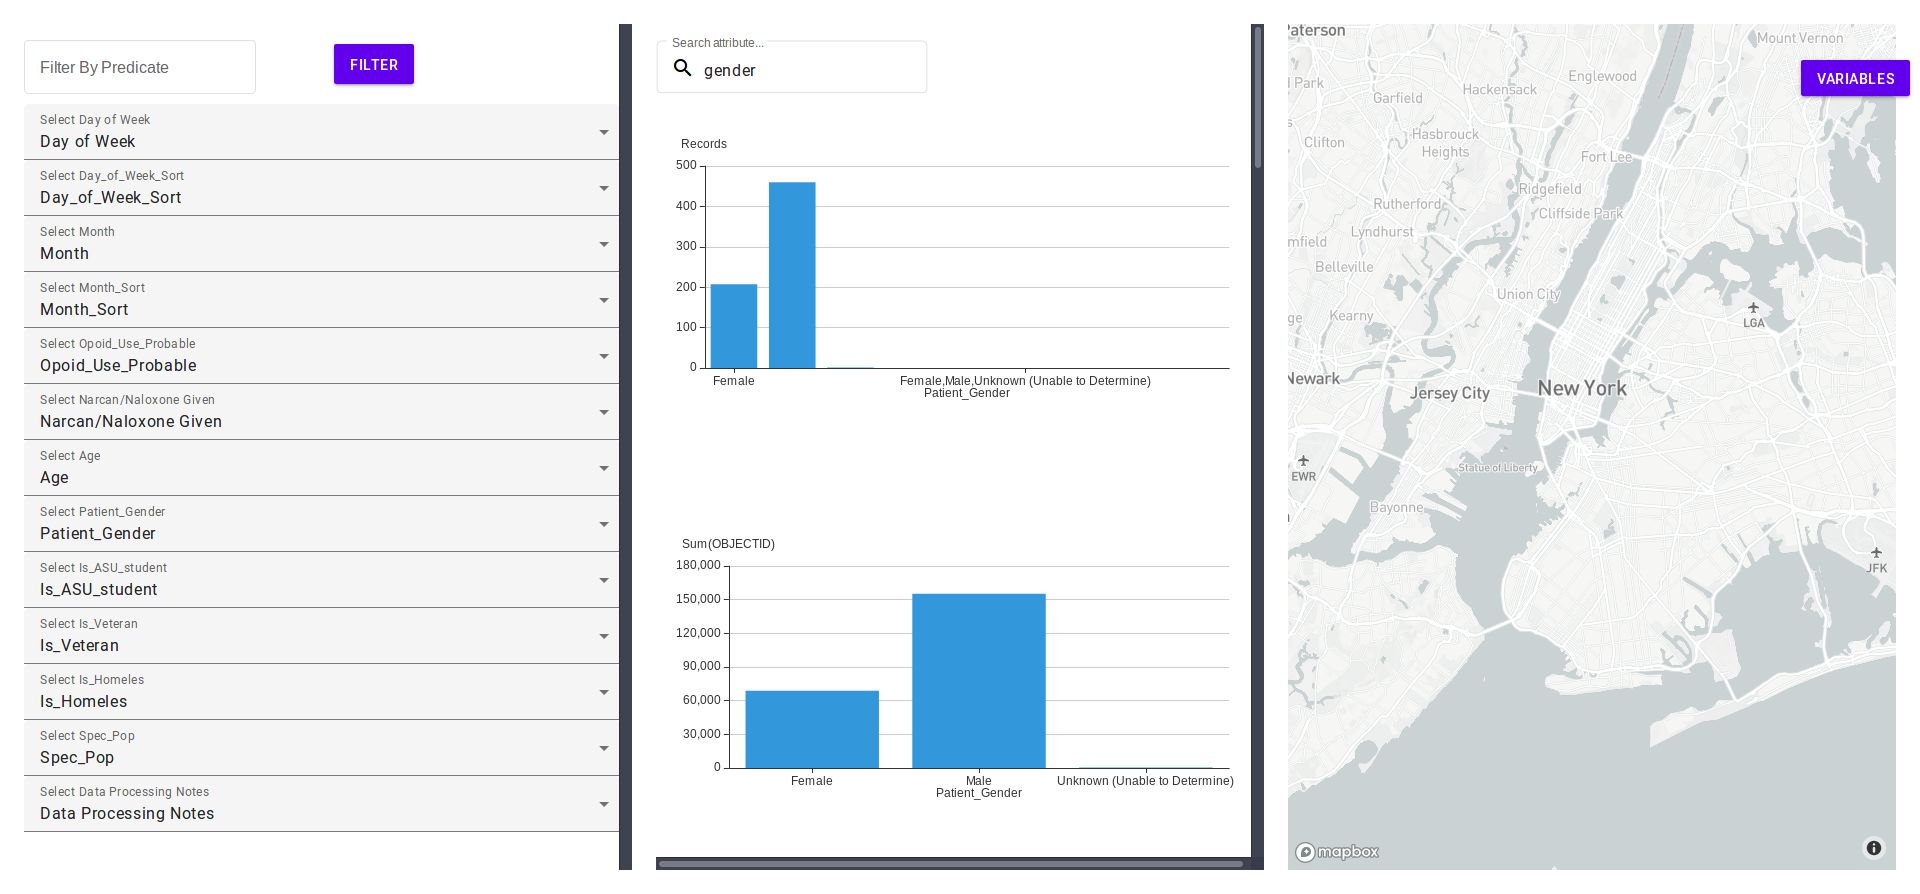 Filter By Predicate
FILTER
Select Day of Week
Day of Week
Select Day_of_Week_Sort
Day_of_Week_Sort
Select Month
Month
Select Month_Sort
Month_Sort
Select Opoid_Use_Probable
Opoid_Use_Probable
Select Narcan/Naloxone Given
Narcan/Naloxone Given
Select Age
Age
Select Patient_Gender
Patient_Gender
Select Is_ASU_student
Is_ASU_student
Select Is_Veteran
Is_Veteran
Select Is_Homeles
Is_Homeles
Select Spec_Pop
Spec_Pop
Select Data Processing Notes
Data Processing Notes
Search attribute...
gender
Records
500
400
300
200
100
0
Female
Female,Male,Unknown (Unable to Determine)
Patient_Gender
Sum(OBJECTID)
180,000
150,000
120,000
90,000
60,000
30,000
0
Female
Male
Unknown (Unable to Determine)
Patient_Gender
VARIABLES
aterson
Mount Vernon
Englewood
d Park
Hackensack
Garfield
s
Hasbrouck
Heights
Clifton
Fort Lee
Ridgefield
Rutherford
Cliffside Park
Lyndhurst
mfield
Belleville
Union City
LGA
ge
Kearny
Newark
Jersey City
New York
Statue of Liberty
EWR
Bayonne
JFK
mapbox